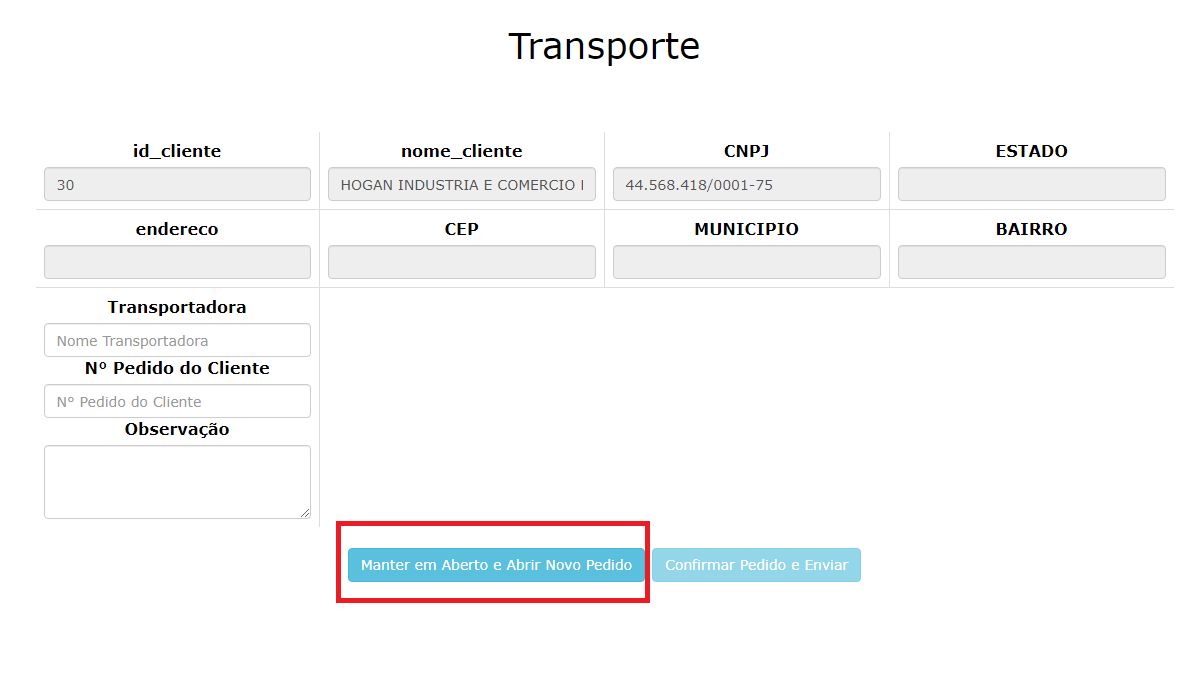 Transporte
id_cliente nome_cliente CNPJ ESTADO
30 HOGAN INDUSTRIA E COMERCIO 44.568.418/0001-75
endereco CEP MUNICIPIO BAIRRO
Transportadora
Nome Transportadora
Nº Pedido do Cliente
N° Pedido do Cliente
Observação
Manter em Aberto e Abrir Novo Pedido Confirmar Pedido e Enviar